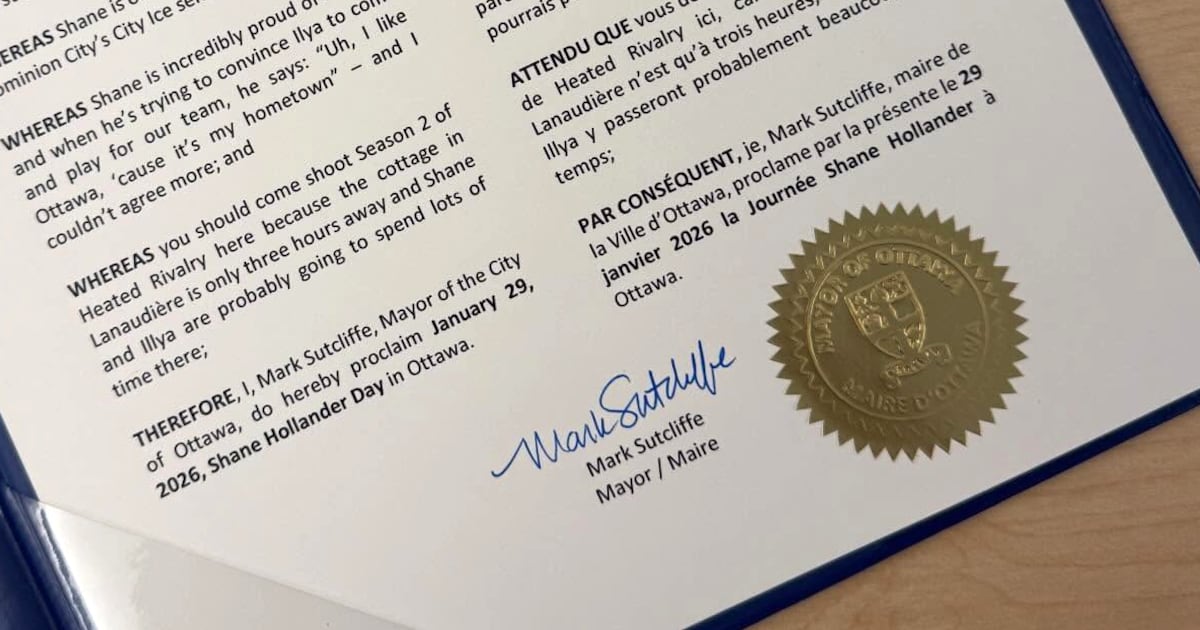 WHEREAS Shane is
Dominion City's City Ice
WHEREAS Shane is incredibly proud of
and when he's trying to convince Ilya to
and play for our team, he says: "Uh, I like
Ottawa, 'cause it's my hometown" – and I
couldn't agree more; and
WHEREAS you should come shoot Season 2 of
Heated Rivalry here because the cottage in
Lanaudière is only three hours away and Shane
and Illya are probably going to spend lots of
time there;
THEREFORE, I, Mark Sutcliffe, Mayor of the City
of Ottawa, do hereby proclaim January 29,
2026, Shane Hollander Day in Ottawa.
pourrais
ATTENDU QUE vous
de Heated Rivalry ici,
Lanaudière n'est qu'à trois heures,
Illya y passeront probablement
temps;
PAR CONSÉQUENT, je, Mark Sutcliffe, maire de
la Ville d'Ottawa, proclame par la présente le 29
janvier 2026 la Journée Shane Hollander à
Ottawa.
Mark Sutcliffe
Mark Sutcliffe
Mayor / Maire
MAYOR OF OTTAWA
MAIRE D'OTTAWA